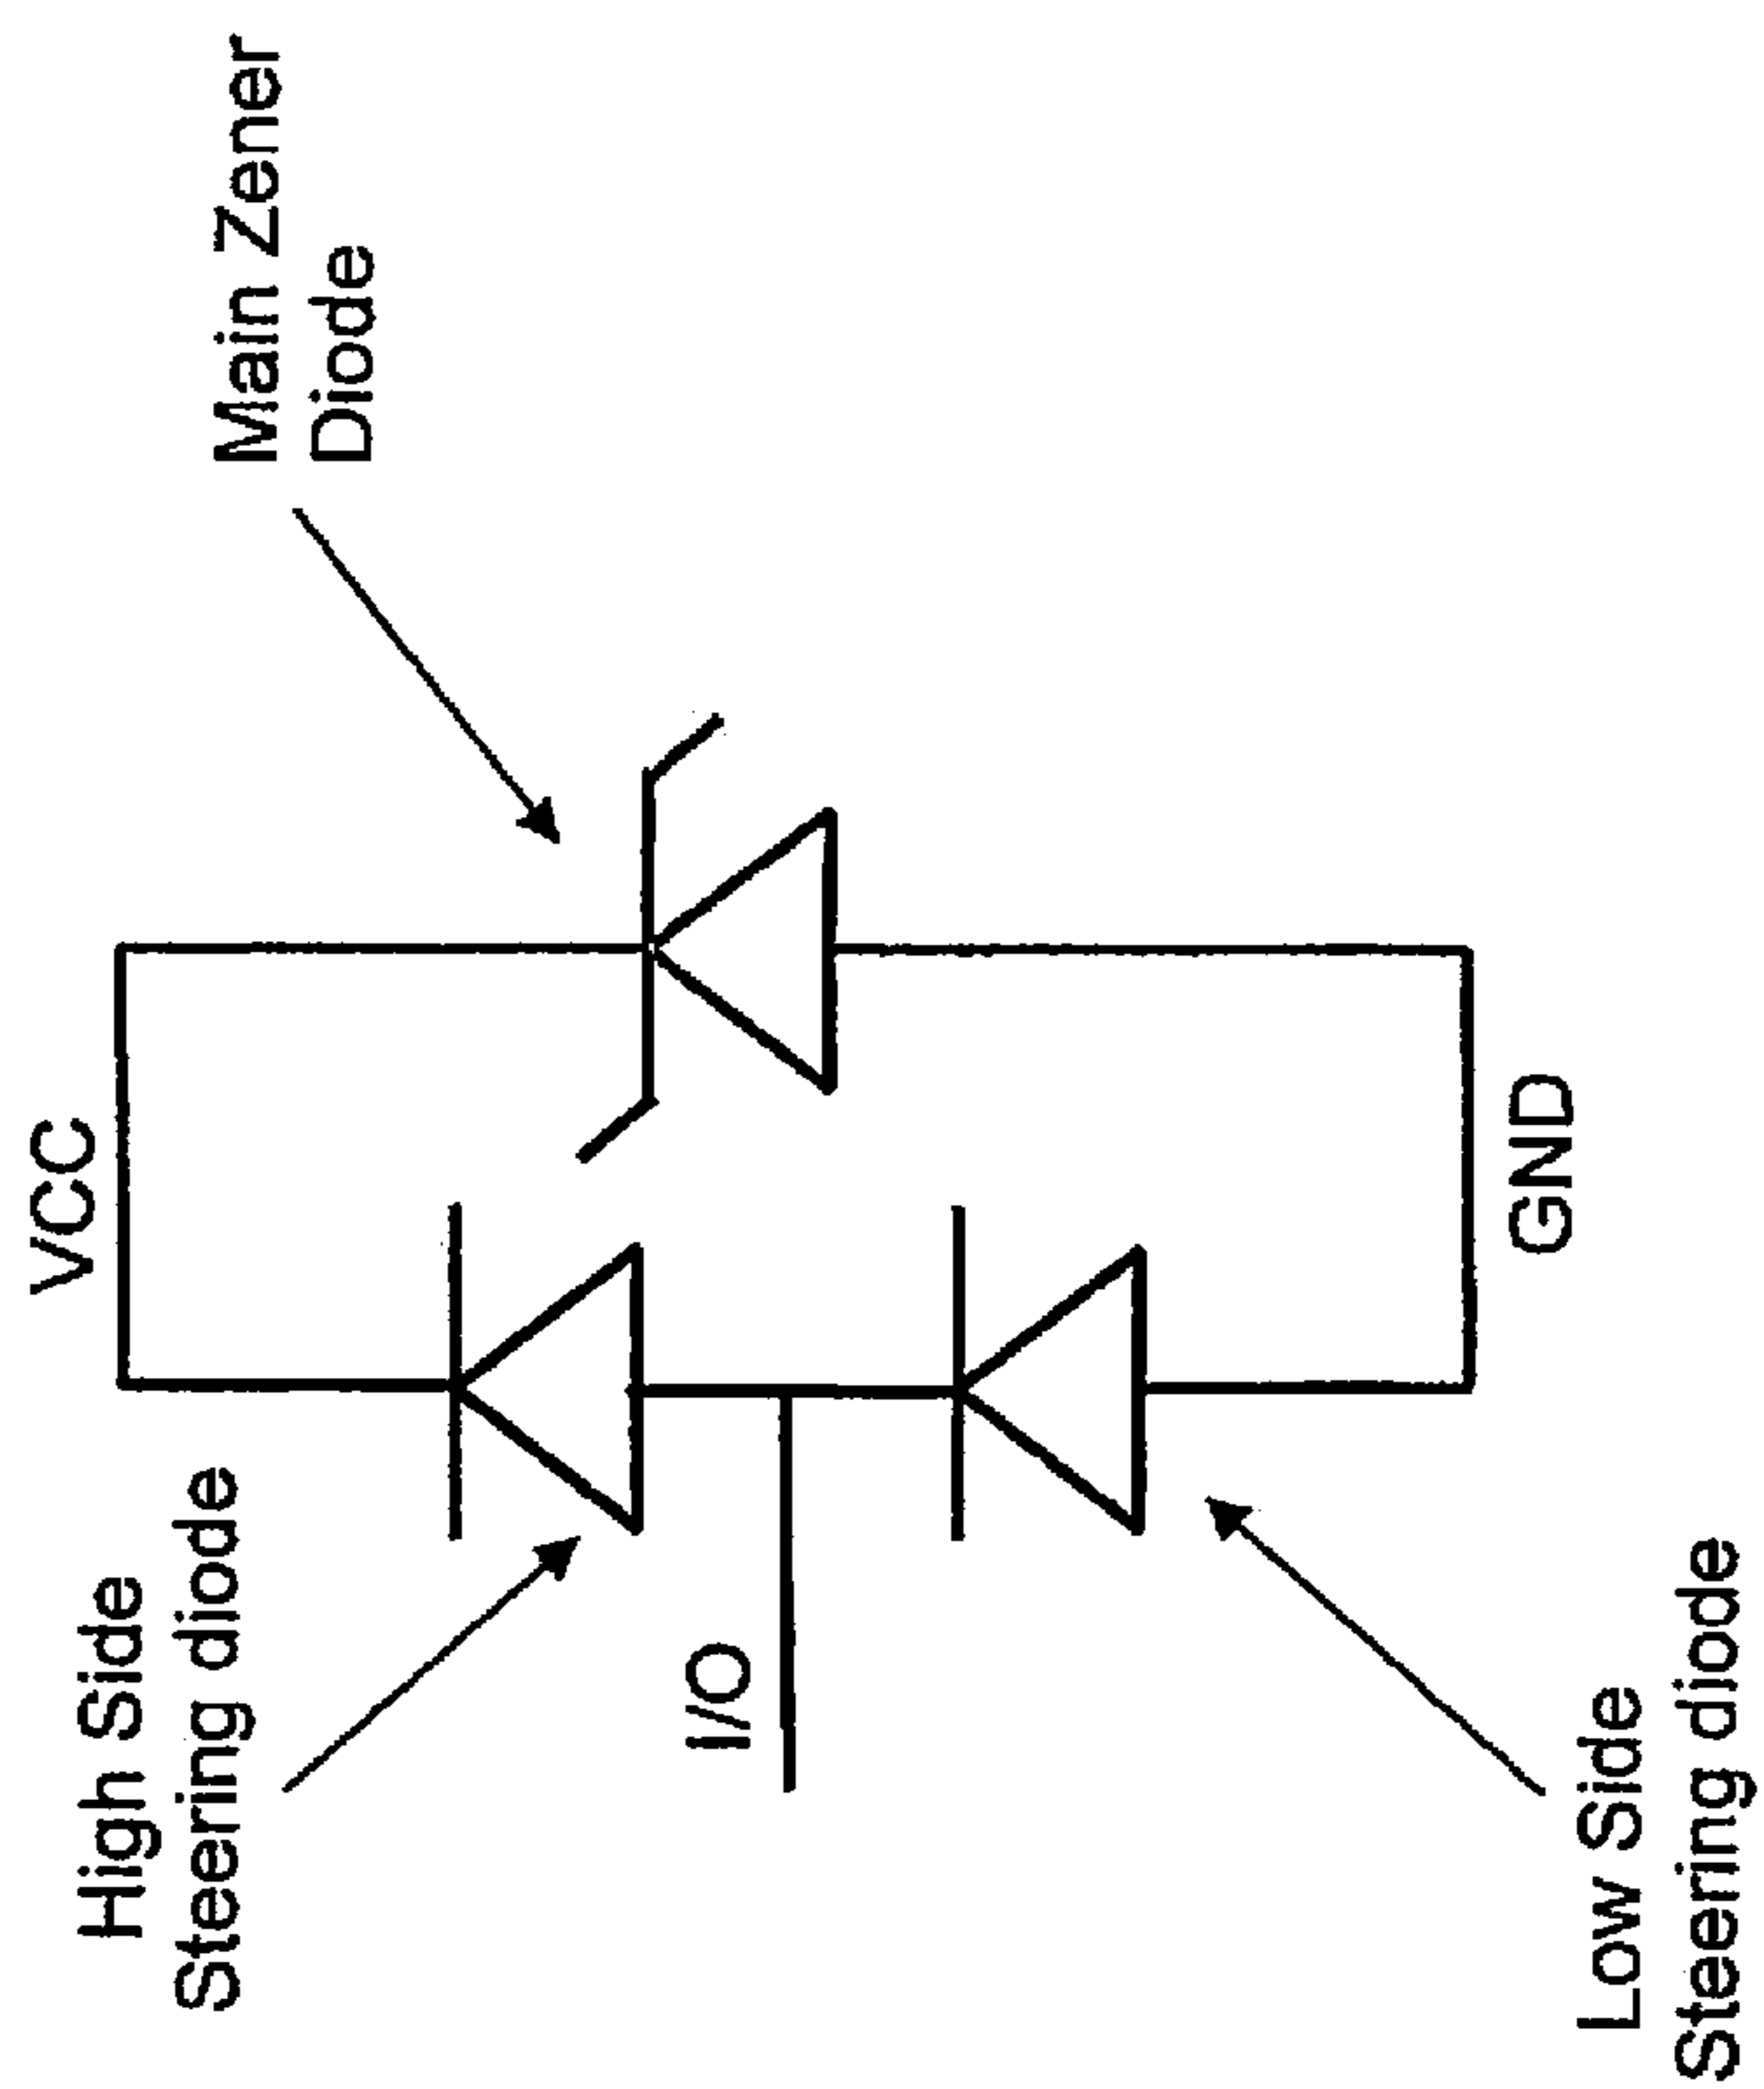 High Side
Steering diode
VCC
Main Zener
Diode
I/O
Low Side
Steering diode
GND